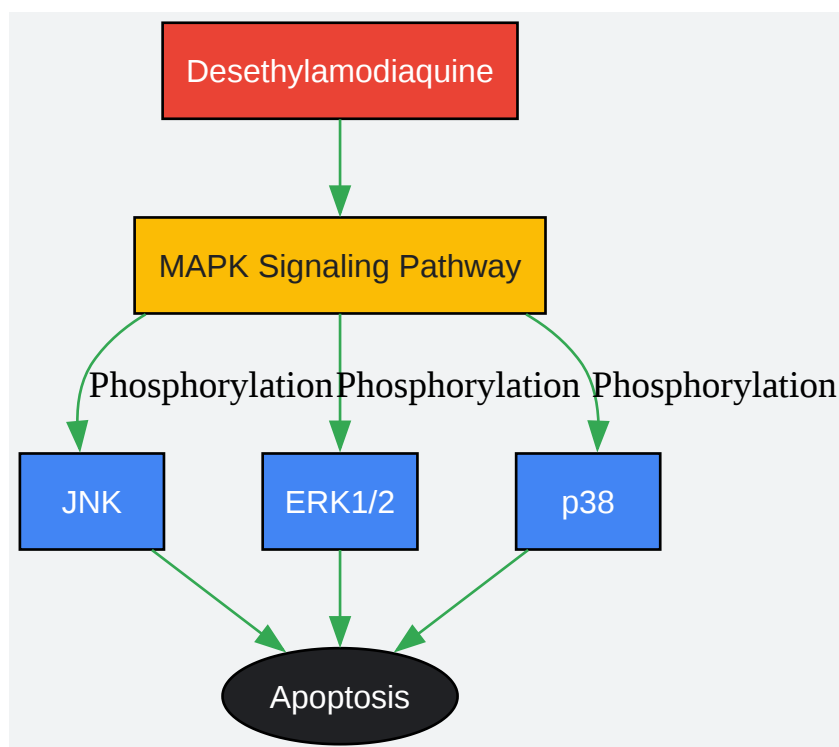 Desethylamodiaquine
MAPK Signaling Pathway
Phosphorylation Phosphorylation Phosphorylation
JNK ERK1/2 p38
Apoptosis